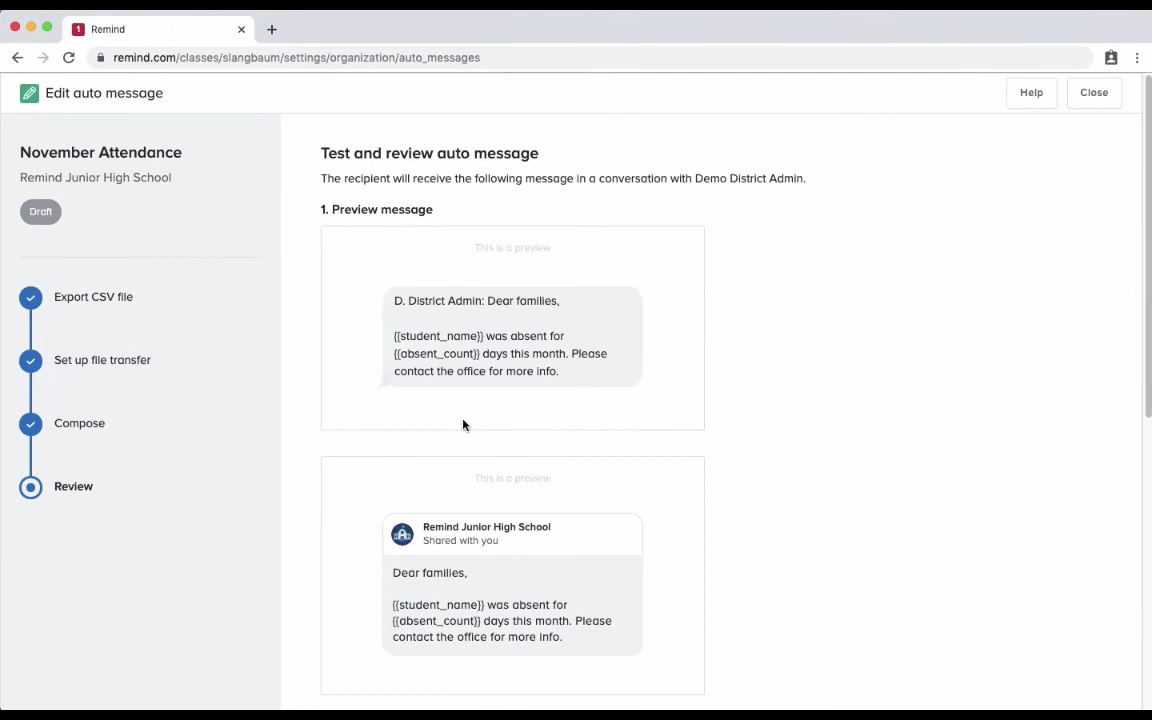 1 Remind
remind.com/classes/slangbaum/settings/organization/auto_messages
Edit auto message
Help
Close
November Attendance
Remind Junior High School
Draft
Export CSV file
Set up file transfer
Compose
Review
Test and review auto message
The recipient will receive the following message in a conversation with Demo District Admin.
1. Preview message
This is a preview
D. District Admin: Dear families,
{{student_name}} was absent for
{{absent_count}} days this month. Please
contact the office for more info.
This is a preview
Remind Junior High School
Shared with you
Dear families,
{{student_name}} was absent for
{{absent_count}} days this month. Please
contact the office for more info.